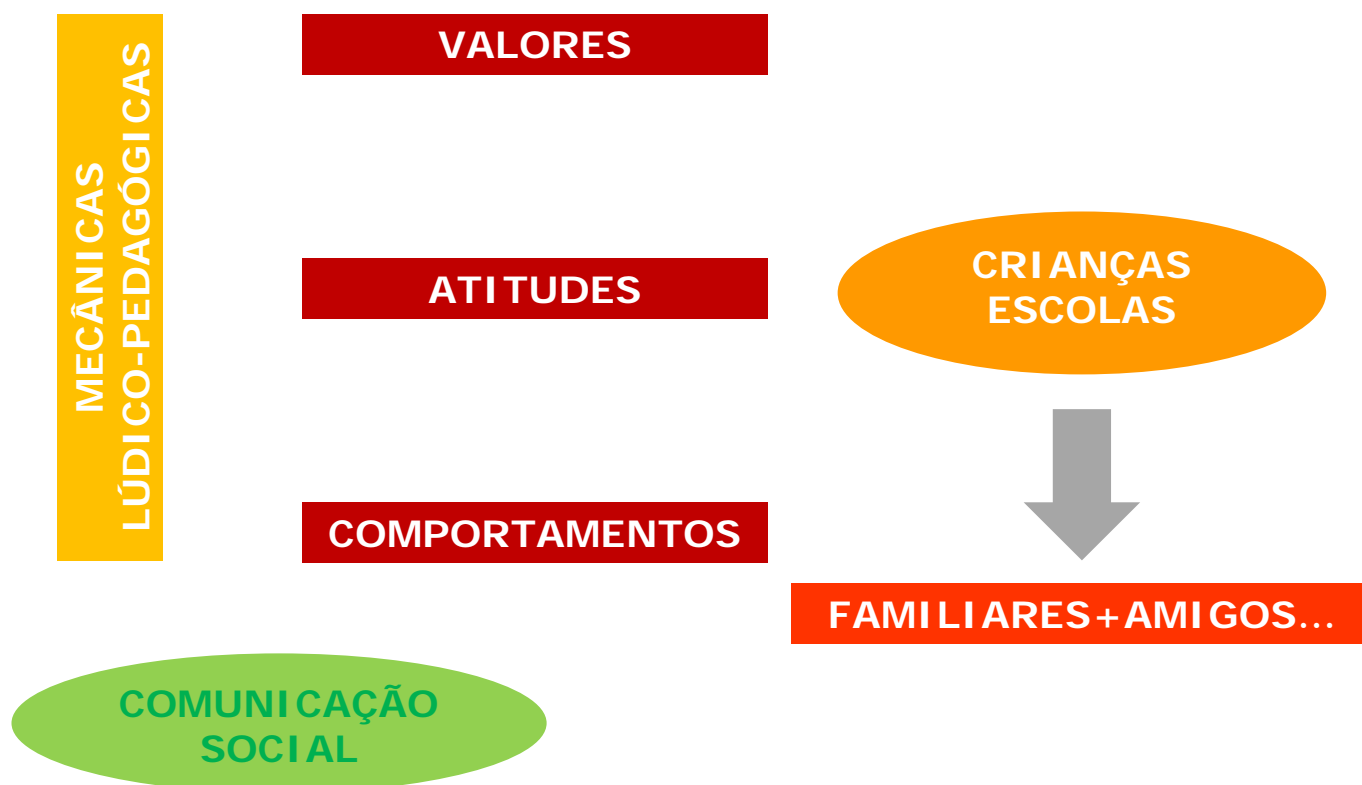 MECÂNICAS
LÚDICO-PEDAGÓGICAS
VALORES
ATITUDES
COMPORTAMENTOS
CRIANÇAS
ESCOLAS
FAMILIARES+AMIGOS...
COMUNICAÇÃO
SOCIAL